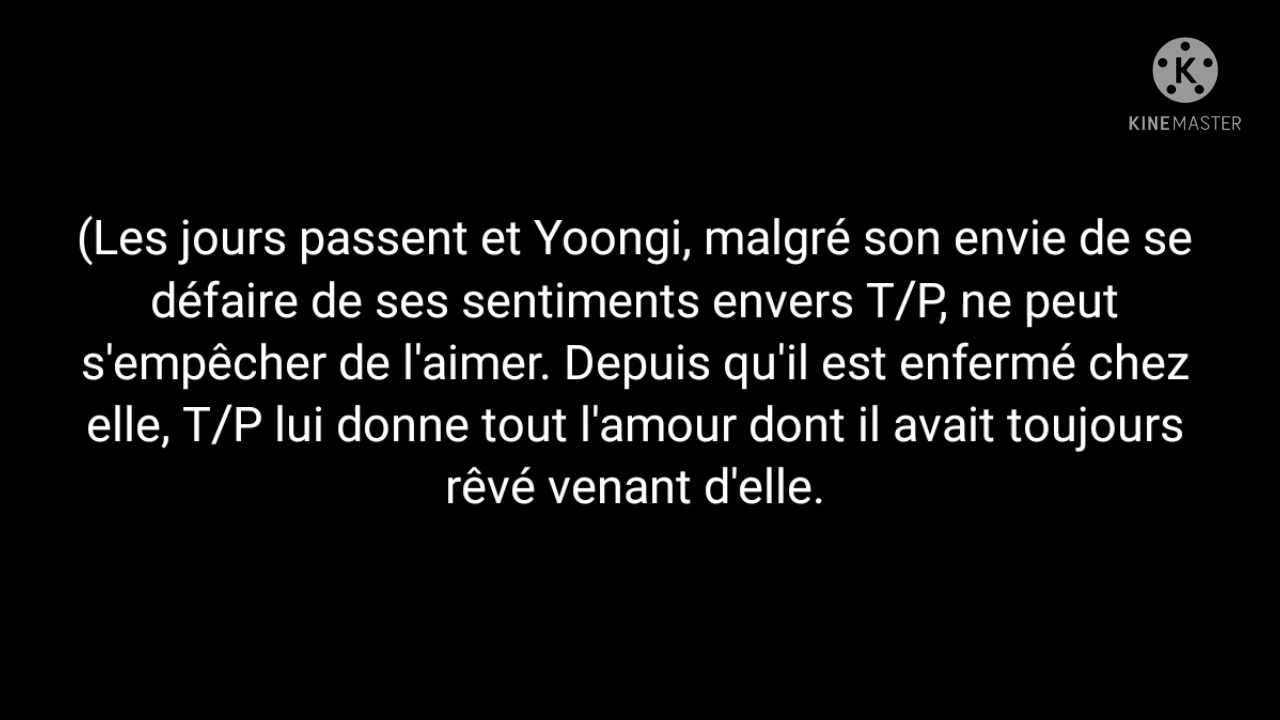 K
KINEMASTER
(Les jours passent et Yoongi, malgré son envie de se
défaire de ses sentiments envers T/P, ne peut
s'empêcher de l'aimer. Depuis qu'il est enfermé chez
elle, T/P lui donne tout l'amour dont il avait toujours
rêvé venant d'elle.